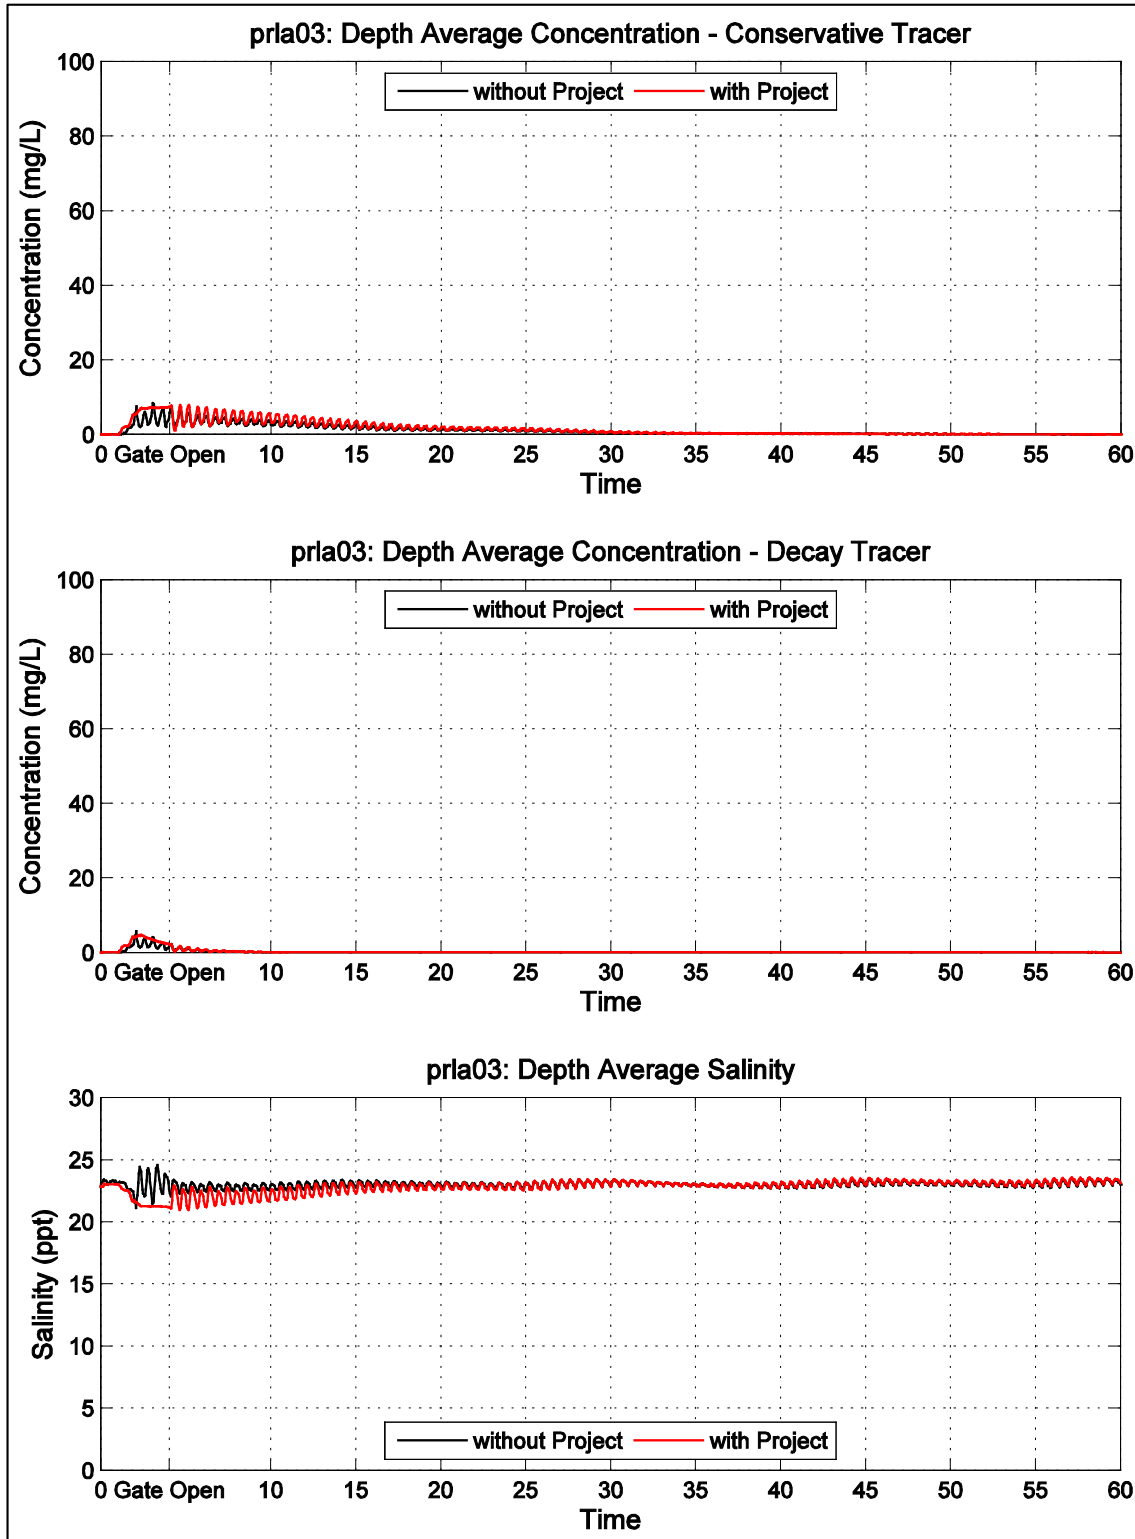 prla03: Depth Average Concentration - Conservative Tracer
100
without Project with Project
80
60
40
20
0
Concentration (mg/L)
0 Gate Open 10 15 20 25 30 35 40 45 50 55 60
Time
prla03: Depth Average Concentration - Decay Tracer
100
without Project with Project
80
60
40
20
0
Concentration (mg/L)
0 Gate Open 10 15 20 25 30 35 40 45 50 55 60
Time
prla03: Depth Average Salinity
30
25
20
15
10
5
0
Salinity (ppt)
without Project with Project
0 Gate Open 10 15 20 25 30 35 40 45 50 55 60
Time